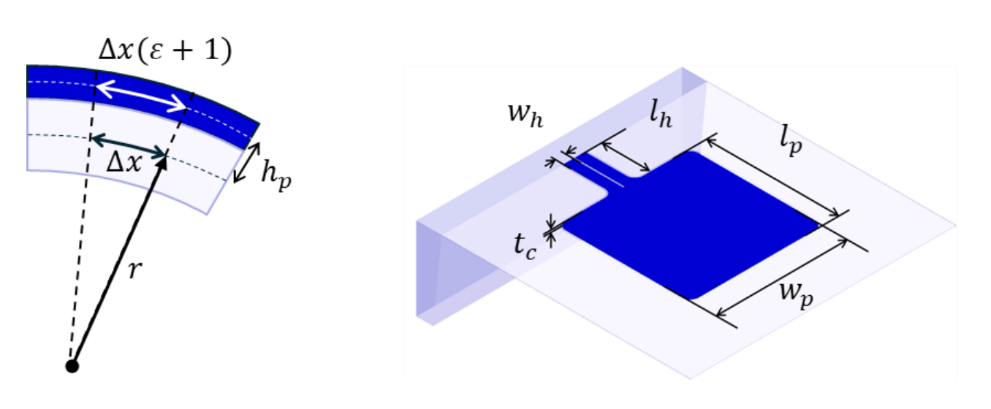 Δx(ε + 1)
Δx
h_p
r
w_h
l_h
l_p
t_c
w_p